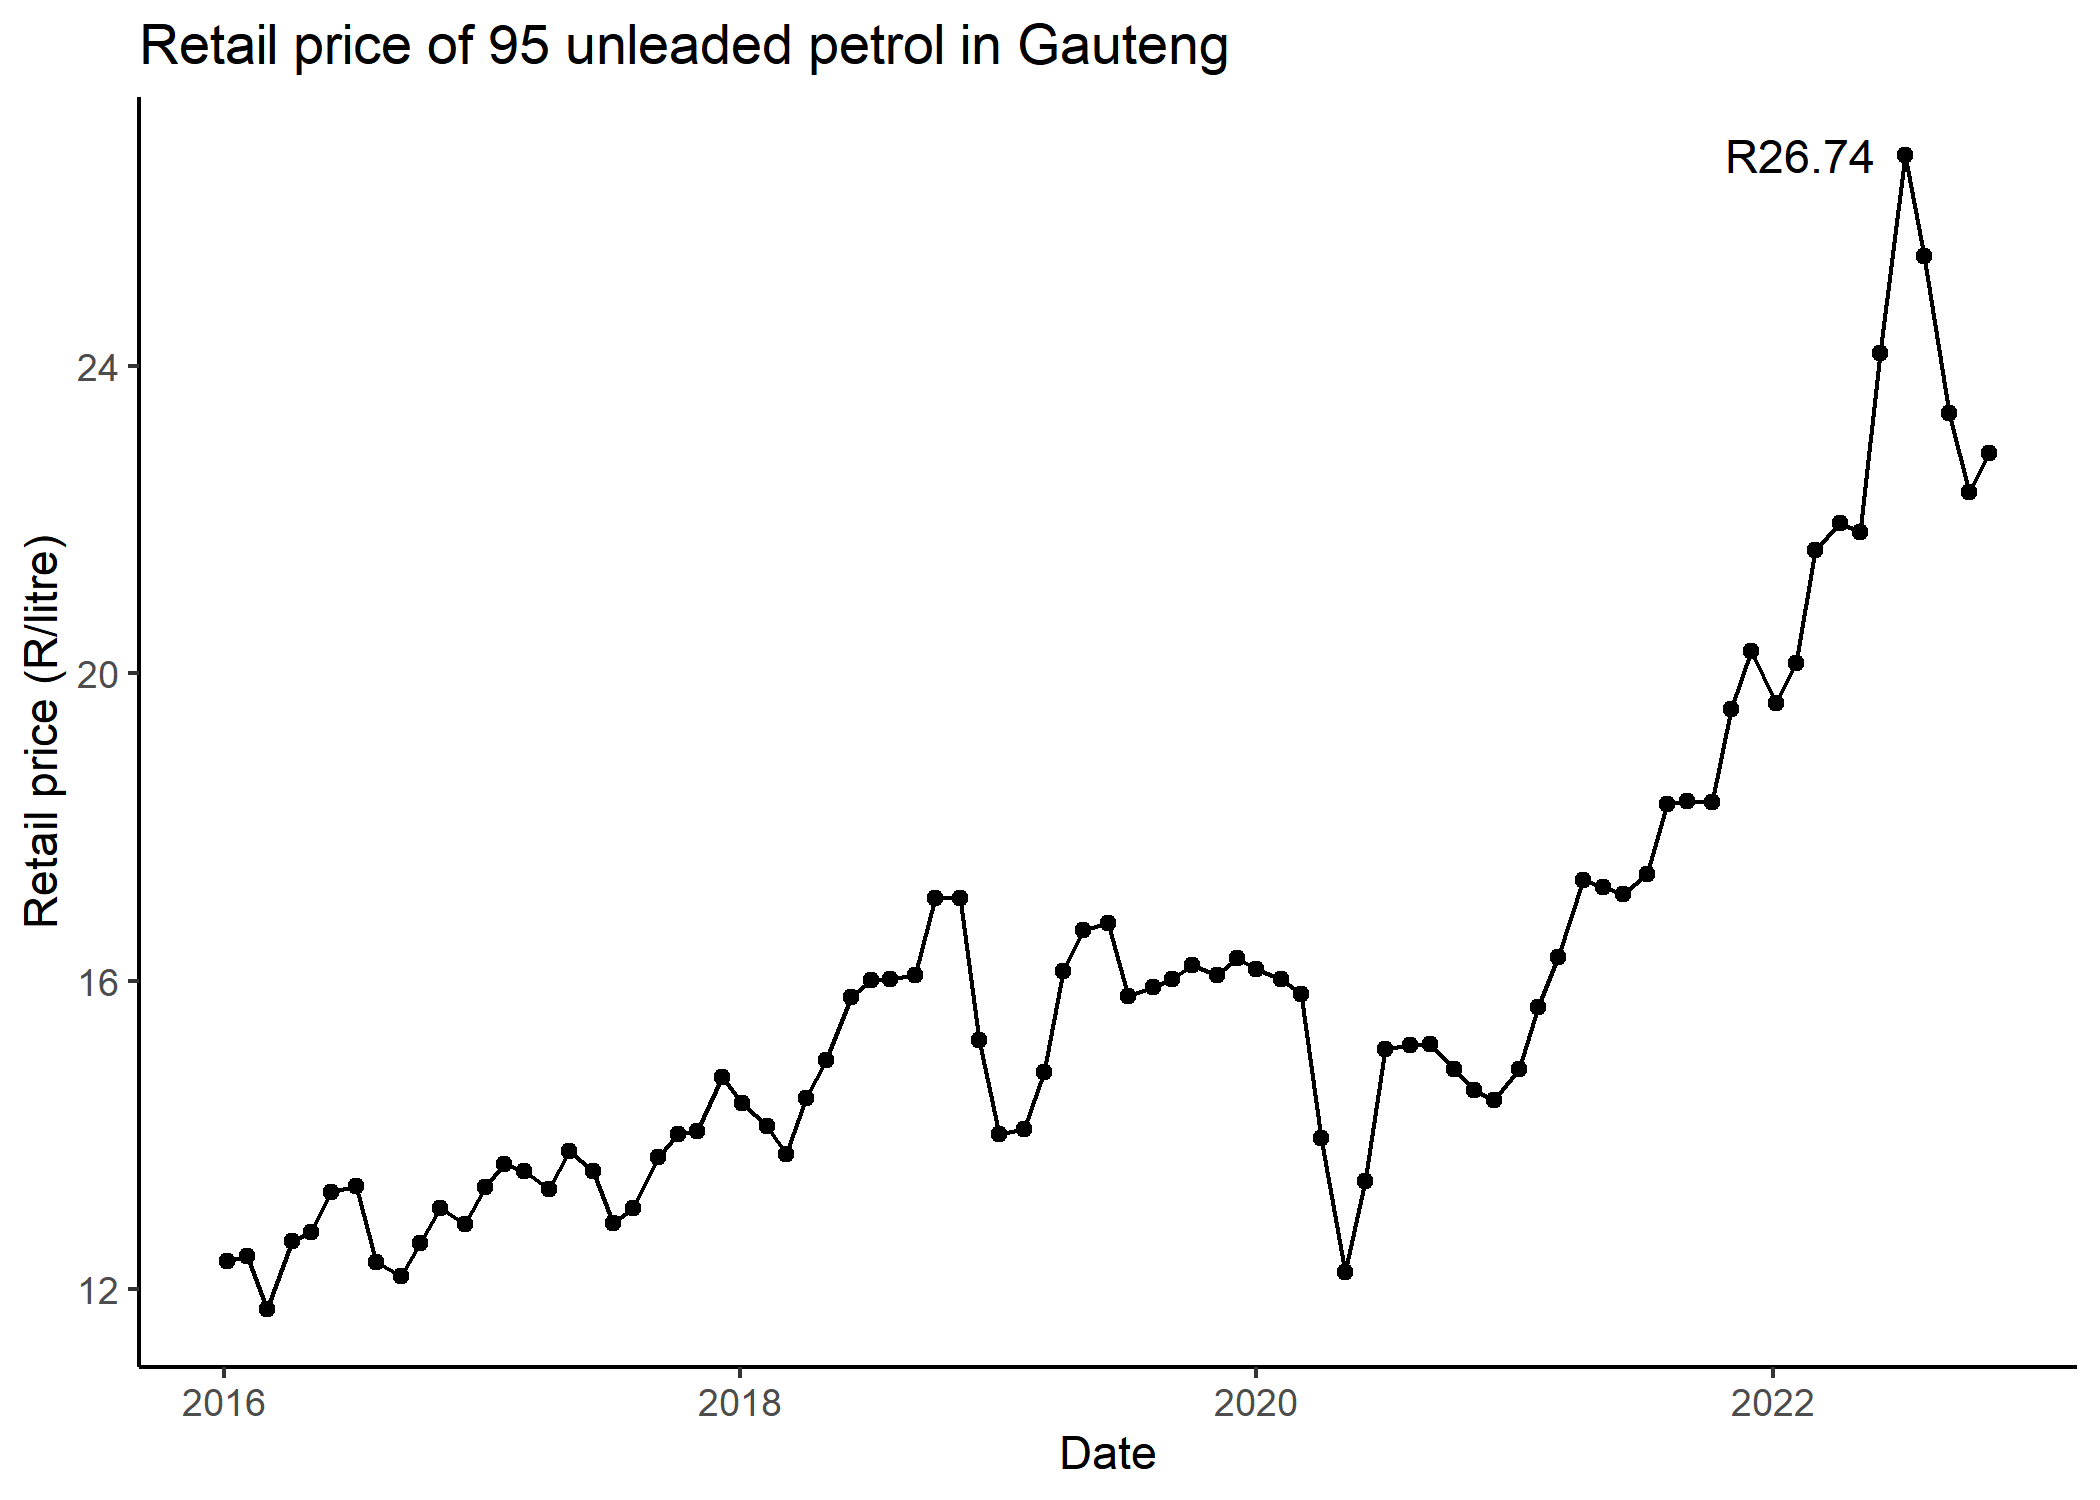 Retail price of 95 unleaded petrol in Gauteng
R26.74
24
20
16
12
Retail price (R/litre)
2016
2018
2020
2022
Date